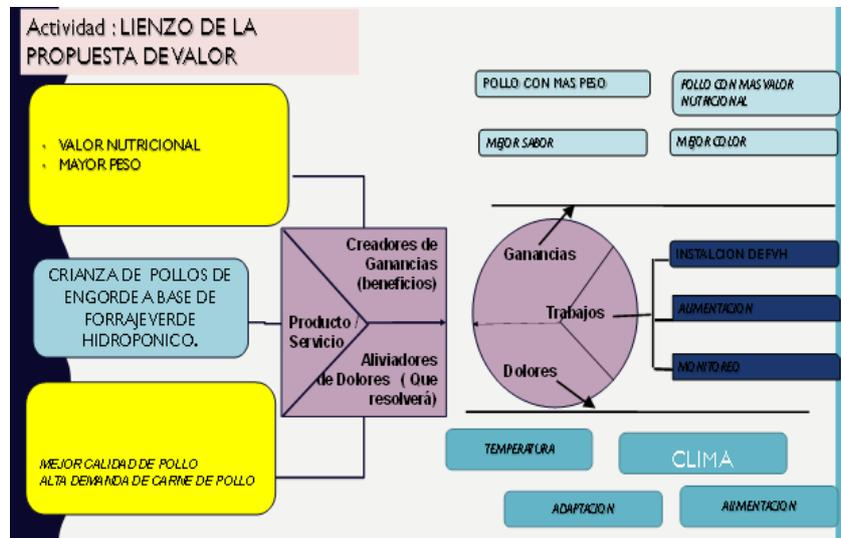 Actividad : LIENZO DE LA
PROPUESTA DE VALOR
VALOR NUTRICIONAL
MAYOR PESO
CRIANZA DE POLLOS DE
ENGORDE A BASE DE
FORRAJE VERDE
HIDROPONICO.
MEJOR CALIDAD DE POLLO
ALTA DEMANDA DE CARNE DE POLLO
Creadores de
Ganancias
(beneficios)
Producto /
Servicio
Aliviadores
de Dolores ( Que
resolverá)
POLLO CON MAS PESO
POLLO CON MAS VALOR
NUTRICIONAL
MEJOR SABOR
MEJOR COLOR
Ganancias
Trabajos
Dolores
INSTALCION DE FVH
ALIMENTACION
MONITOREO
TEMPERATURA
CLIMA
ADAPTACION
ALIMENTACION